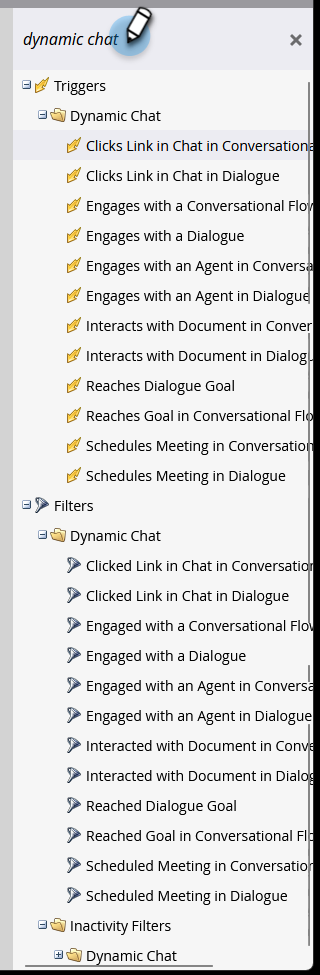 dynamic chat
Triggers
Dynamic Chat
Clicks Link in Chat in Conversationa
Clicks Link in Chat in Dialogue
Engages with a Conversational Flow
Engages with a Dialogue
Engages with an Agent in Conversa
Engages with an Agent in Dialogue
Interacts with Document in Conver
Interacts with Document in Dialogu
Reaches Dialogue Goal
Reaches Goal in Conversational Flo
Schedules Meeting in Conversation
Schedules Meeting in Dialogue
Filters
Dynamic Chat
Clicked Link in Chat in Conversation
Clicked Link in Chat in Dialogue
Engaged with a Conversational Flow
Engaged with a Dialogue
Engaged with an Agent in Conversa
Engaged with an Agent in Dialogue
Interacted with Document in Conve
Interacted with Document in Dialog
Reached Dialogue Goal
Reached Goal in Conversational Flo
Scheduled Meeting in Conversation
Scheduled Meeting in Dialogue
Inactivity Filters
Dynamic Chat